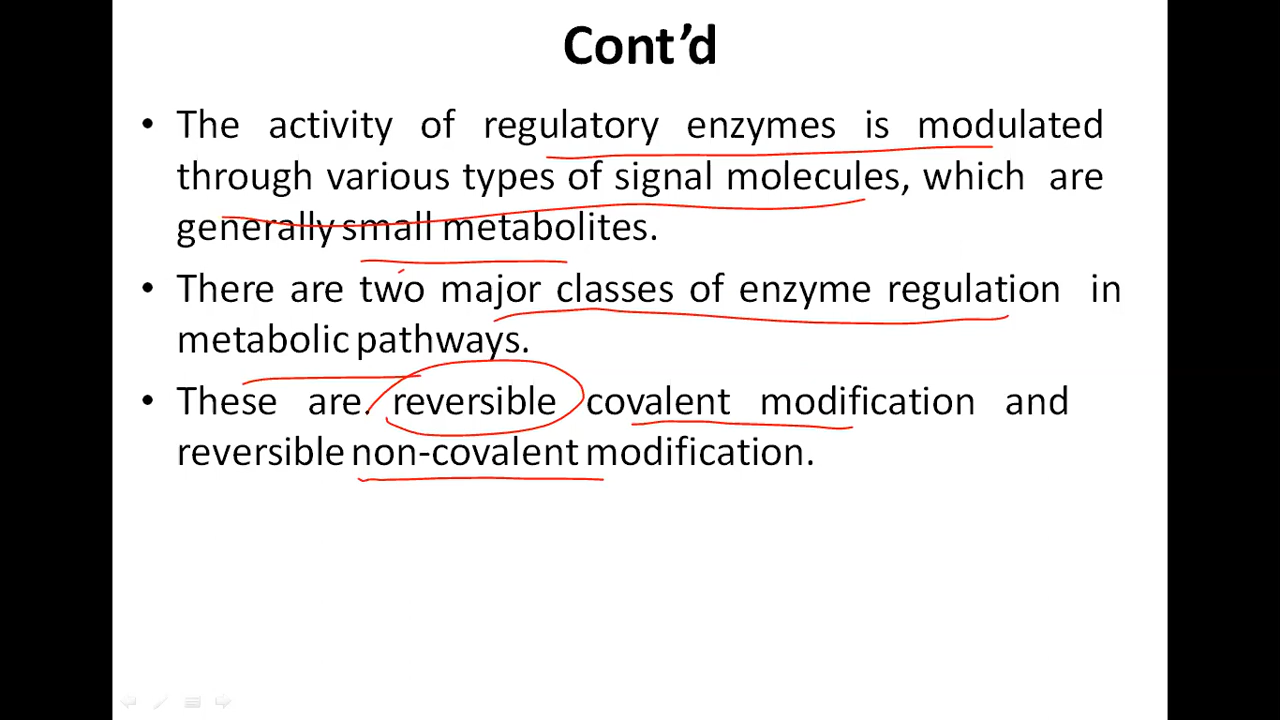 Cont’d
• The activity of regulatory enzymes is modulated
through various types of signal molecules, which are
generally small metabolites.
• There are two major classes of enzyme regulation in
metabolic pathways.
• These are. reversible covalent modification and
reversible non-covalent modification.